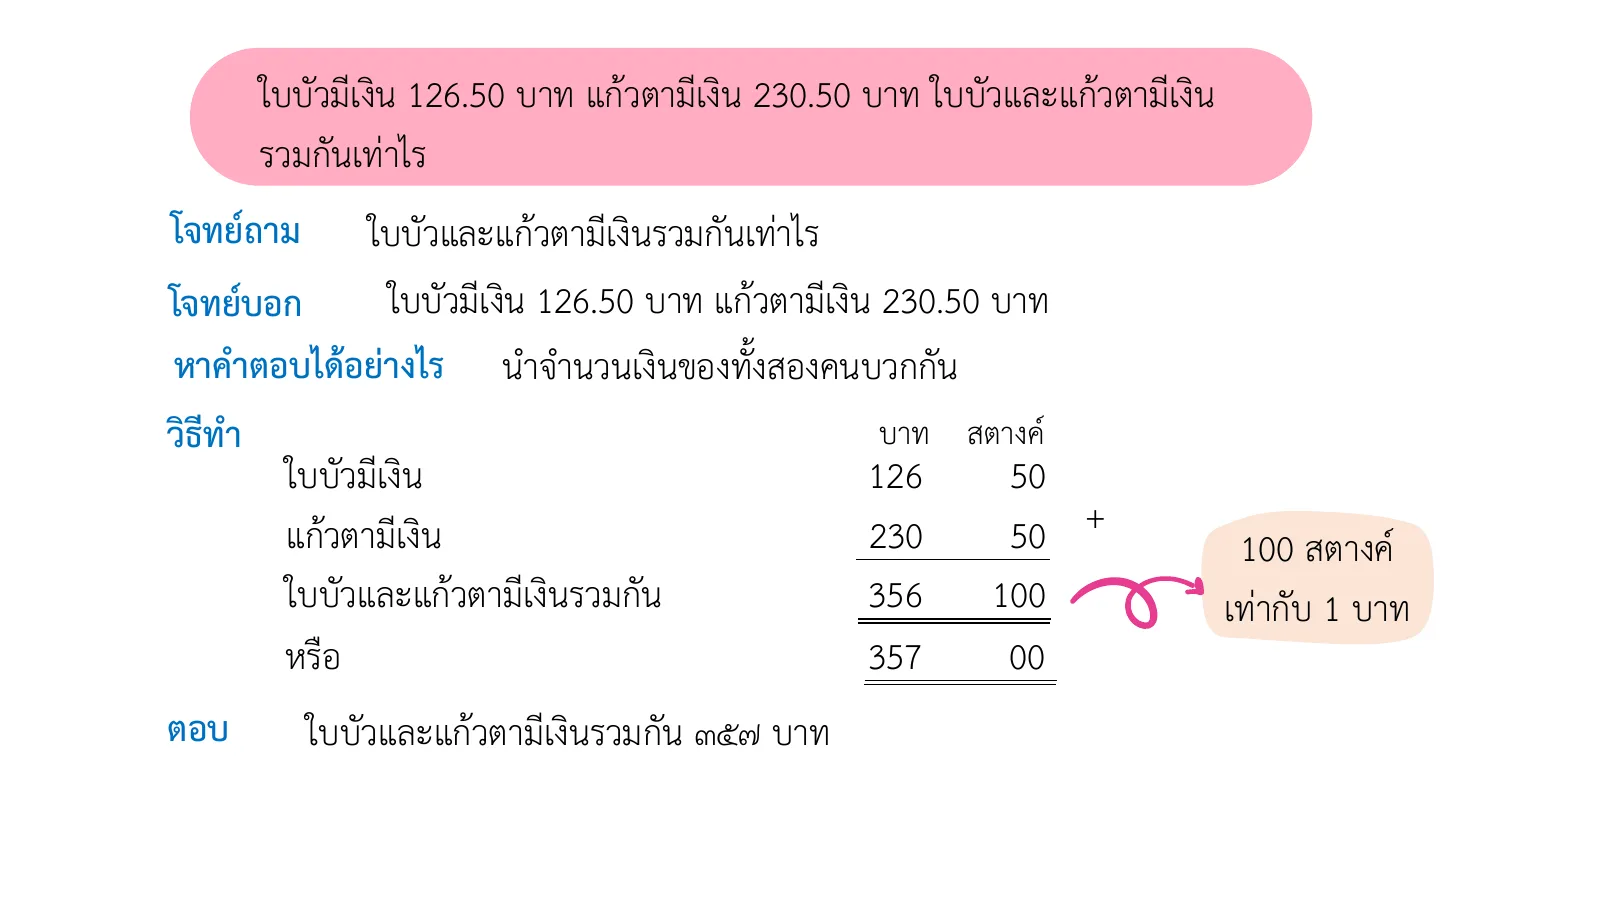 ใบบัวมีเงิน 126.50 บาท แก้วตามีเงิน 230.50 บาท ใบบัวและแก้วตามีเงิน
รวมกันเท่าไร
โจทย์ถาม ใบบัวและแก้วตามีเงินรวมกันเท่าไร
โจทย์บอก ใบบัวมีเงิน 126.50 บาท แก้วตามีเงิน 230.50 บาท
หาคำตอบได้อย่างไร นำจำนวนเงินของทั้งสองคนบวกกัน
วิธีทำ บาท สตางค์
ใบบัวมีเงิน 126 50
+
แก้วตามีเงิน 230 50
ใบบัวและแก้วตามีเงินรวมกัน 356 100
100 สตางค์
เท่ากับ 1 บาท
หรือ 357 00
ตอบ ใบบัวและแก้วตามีเงินรวมกัน ๓๕๗ บาท